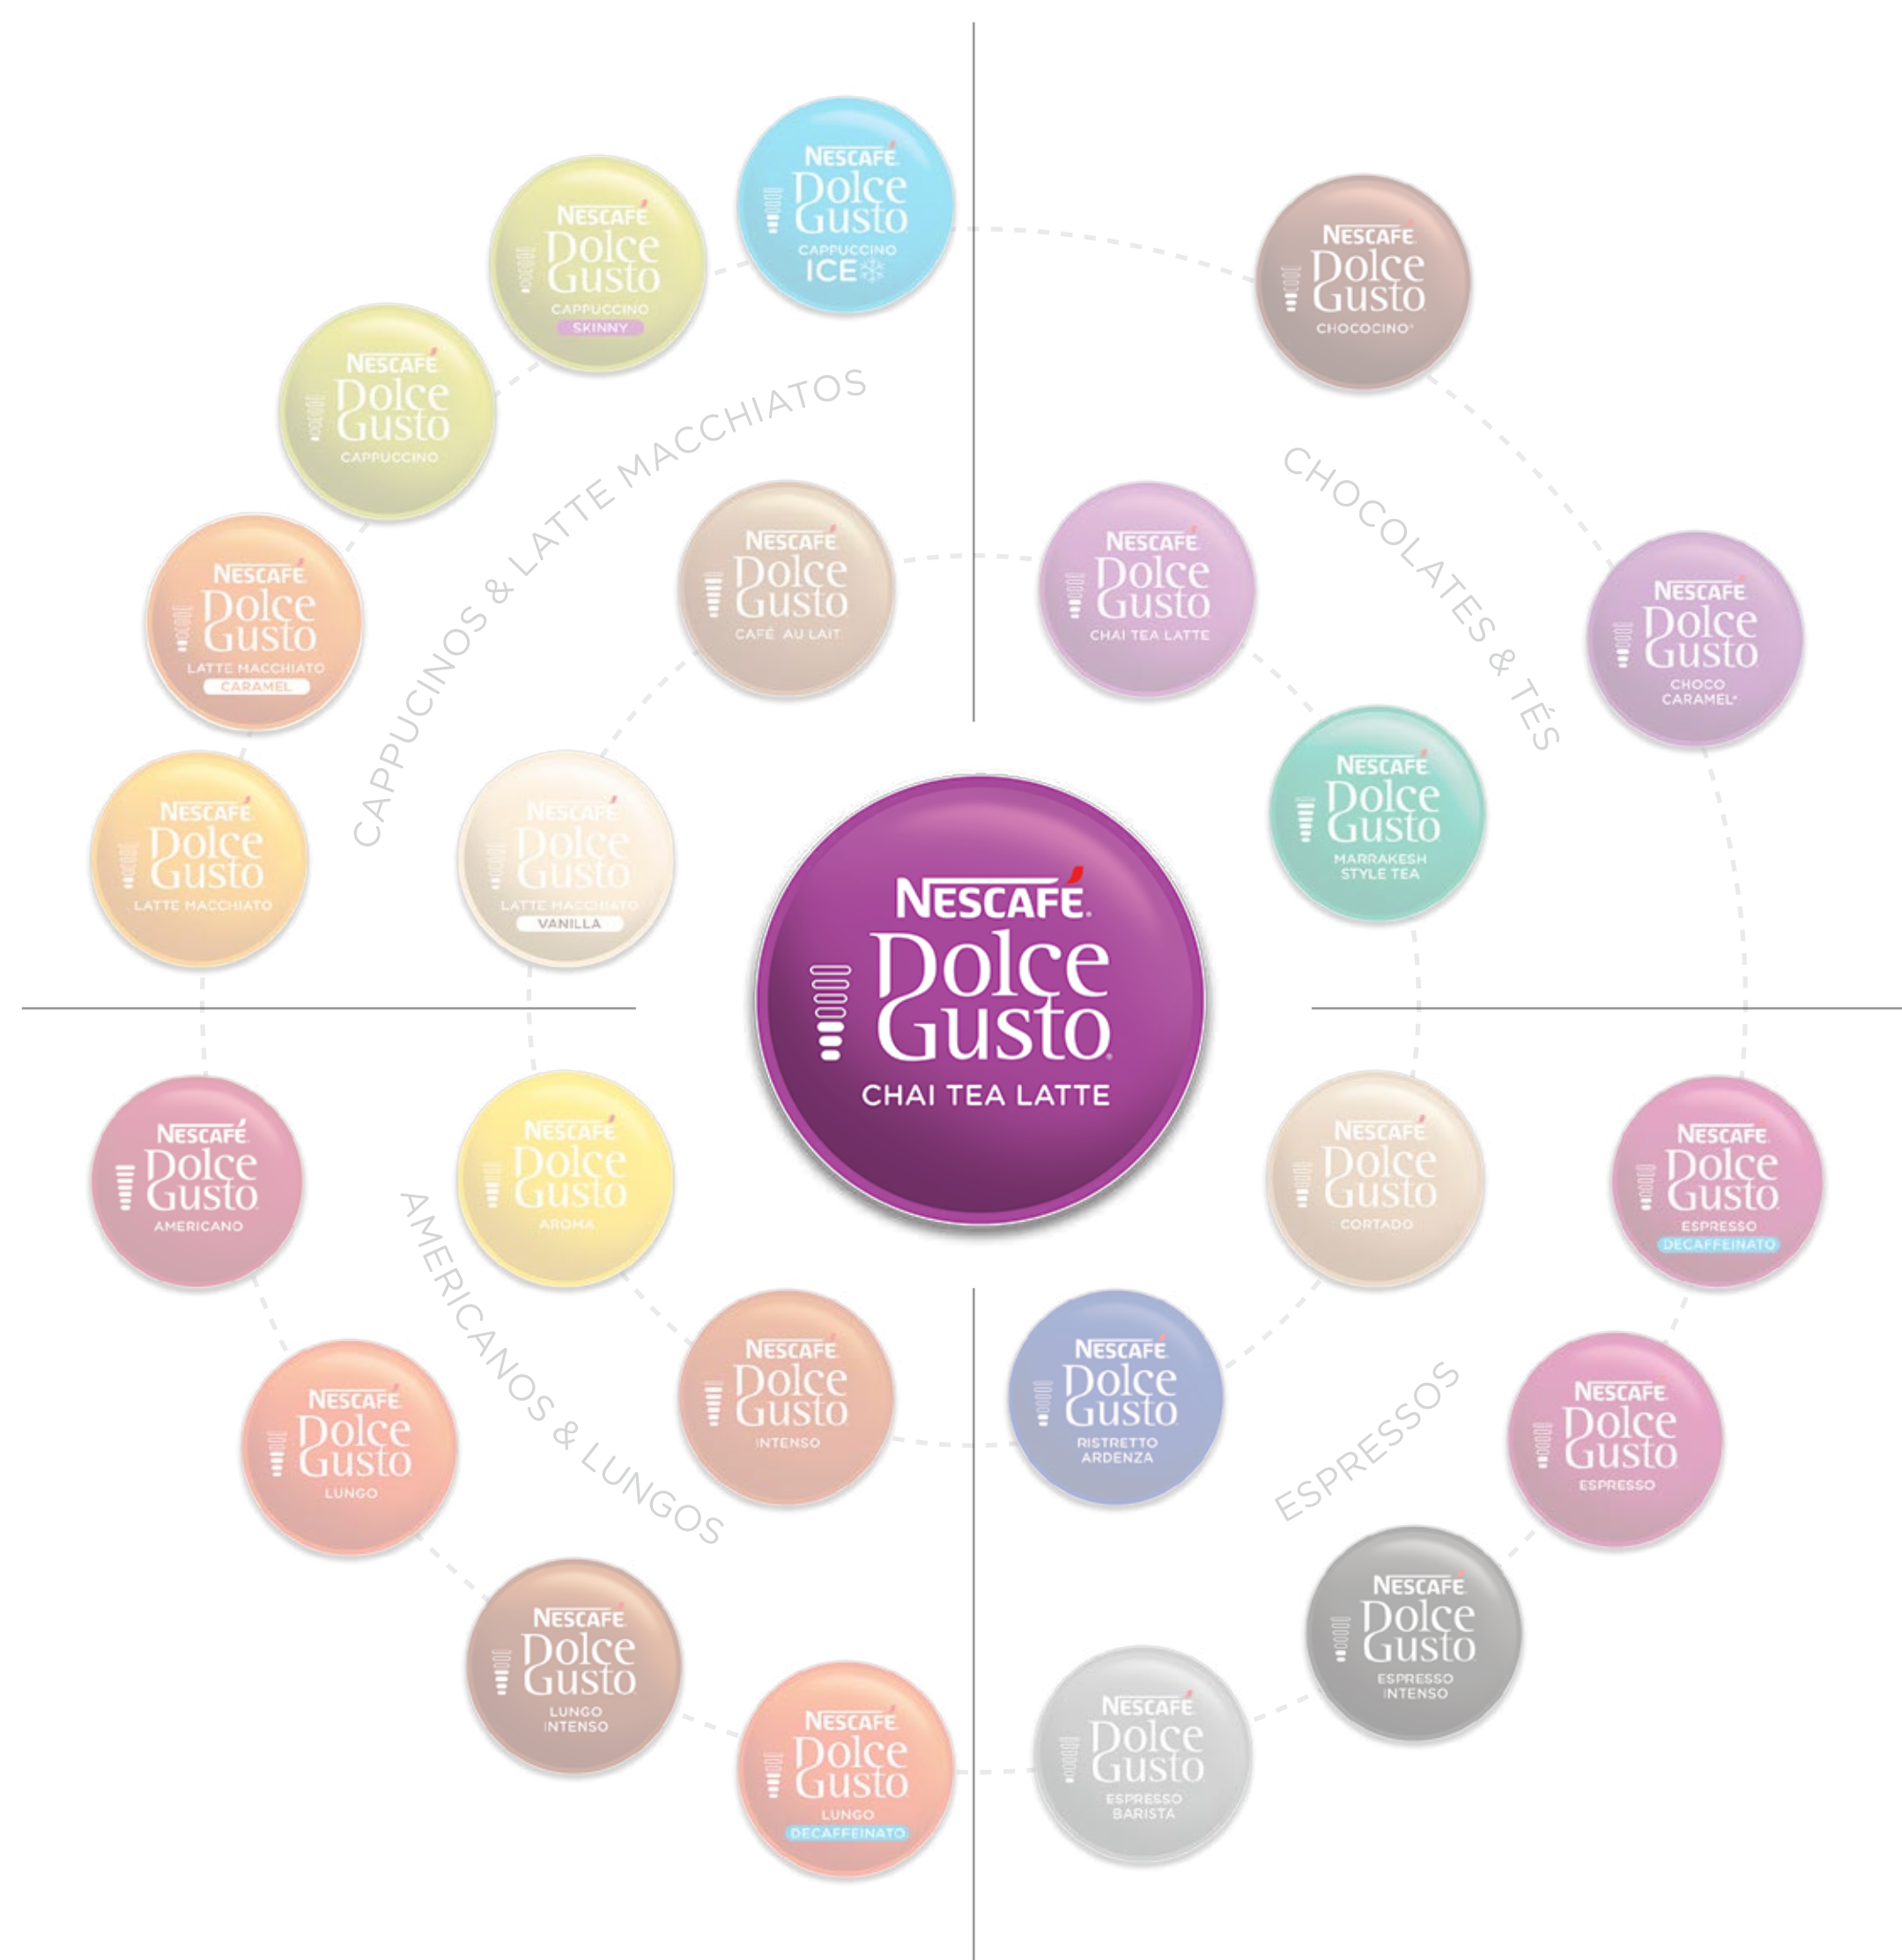 NESCAFÉ
Dolce
Gusto
CAPPUCCINO
ICE
NESCAFÉ
Dolce
Gusto
CAPPUCCINO
SKINNY
NESCAFÉ
Dolce
Gusto
CAPPUCCINO
NESCAFÉ
Dolce
Gusto
LATTE MACCHIATO
CARAMEL
NESCAFÉ
Dolce
Gusto
LATTE MACCHIATO
CAPPUCINOS & LATTE MACCHIATOS
NESCAFÉ
Dolce
Gusto
CAFÉ AU LAIT
NESCAFÉ
Dolce
Gusto
LATTE MACCHIATO
VANILLA
NESCAFÉ
Dolce
Gusto
CHOCOCINO*
CHOCOLATES & TÉS
NESCAFÉ
Dolce
Gusto
CHAI TEA LATTE
NESCAFÉ
Dolce
Gusto
CHOCO
CARAMEL*
NESCAFÉ
Dolce
Gusto
MARRAKESH
STYLE TEA
NESCAFÉ
Dolce
Gusto
CHAI TEA LATTE
NESCAFÉ
Dolce
Gusto
AMERICANO
NESCAFÉ
Dolce
Gusto
AROMA
AMERICANOS & LUNGOS
NESCAFÉ
Dolce
Gusto
INTENSO
NESCAFÉ
Dolce
Gusto
LUNGO
NESCAFÉ
Dolce
Gusto
LUNGO
INTENSO
NESCAFÉ
Dolce
Gusto
LUNGO
DECAFFEINATO
NESCAFÉ
Dolce
Gusto
CORTADO
NESCAFÉ
Dolce
Gusto
ESPRESSO
DECAFFEINATO
NESCAFÉ
Dolce
Gusto
RISTRETTO
ARDENZA
ESPRESSOS
NESCAFÉ
Dolce
Gusto
ESPRESSO
NESCAFÉ
Dolce
Gusto
ESPRESSO
INTENSO
NESCAFÉ
Dolce
Gusto
ESPRESSO
BARISTA